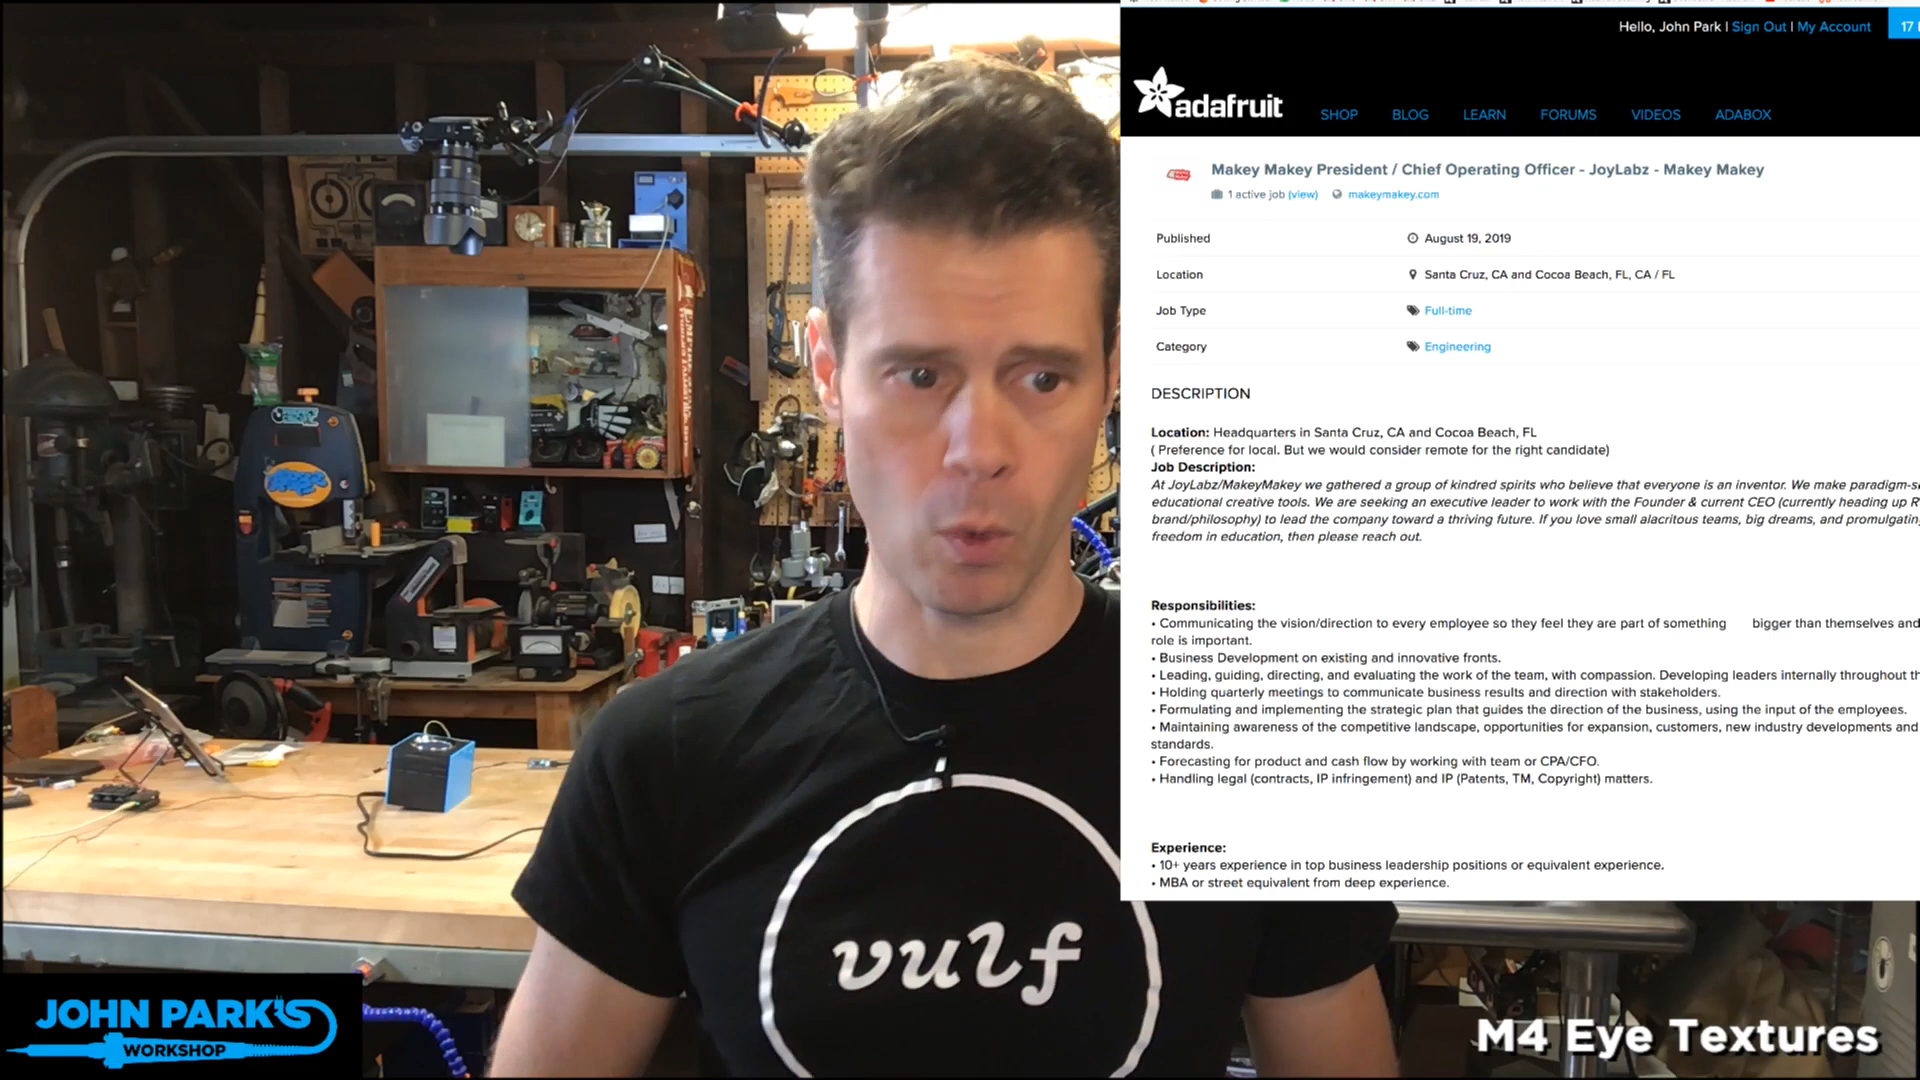 Hello, John Park | Sign Out | My Account
17
adafruit
SHOP
BLOG
LEARN
FORUMS
VIDEOS
ADABOX
Makey Makey President / Chief Operating Officer - JoyLabz - Makey Makey
1 active job (view) makeymakey.com
Published August 19, 2019
Location Santa Cruz, CA and Cocoa Beach, FL, CA / FL
Job Type Full-time
Category Engineering
DESCRIPTION
Location: Headquarters in Santa Cruz, CA and Cocoa Beach, FL
( Preference for local. But we would consider remote for the right candidate)
Job Description:
At JoyLabz/MakeyMakey we gathered a group of kindred spirits who believe that everyone is an inventor. We make
educational creative tools. We are seeking an executive leader to work with the Founder & current CEO (currently heading up
brand/philosophy) to lead the company toward a thriving future. If you love small alacritous teams, big dreams, and
freedom in education, then please reach out.
Responsibilities:
• Communicating the vision/direction to every employee so they feel they are part of something bigger than themselves and
role is important.
• Business Development on existing and innovative fronts.
• Leading, guiding, directing, and evaluating the work of the team, with compassion. Developing leaders internally throughout
• Holding quarterly meetings to communicate business results and direction with stakeholders.
• Formulating and implementing the strategic plan that guides the direction of the business, using the input of the employees.
• Maintaining awareness of the competitive landscape, opportunities for expansion, customers, new industry developments and
standards.
• Forecasting for product and cash flow by working with team or CPA/CFO.
• Handling legal (contracts, IP infringement) and IP (Patents, TM, Copyright) matters.
Experience:
• 10+ years experience in top business leadership positions or equivalent experience.
• MBA or street equivalent from deep experience.
vulf
JOHN PARK'S
WORKSHOP
M4 Eye Textures